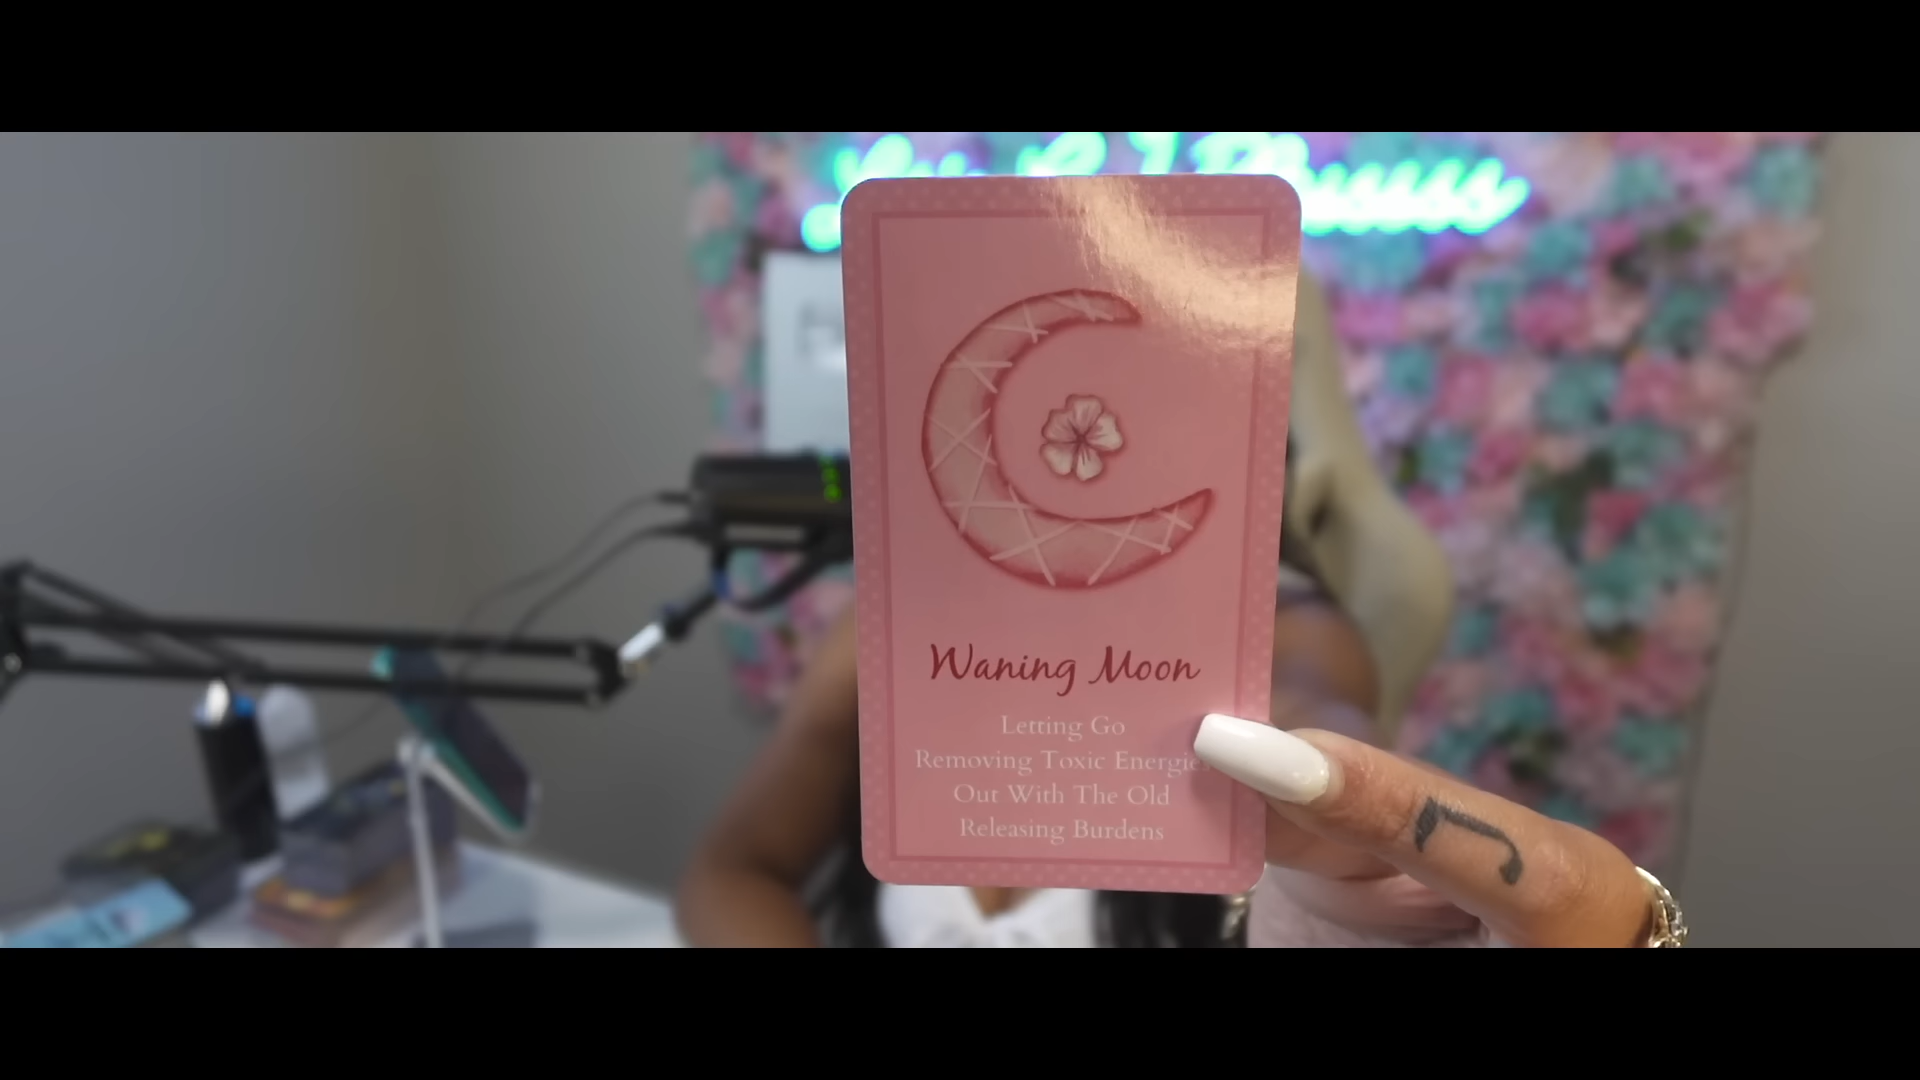 Waning Moon
Letting Go
Removing Toxic Energies
Out With The Old
Releasing Burdens